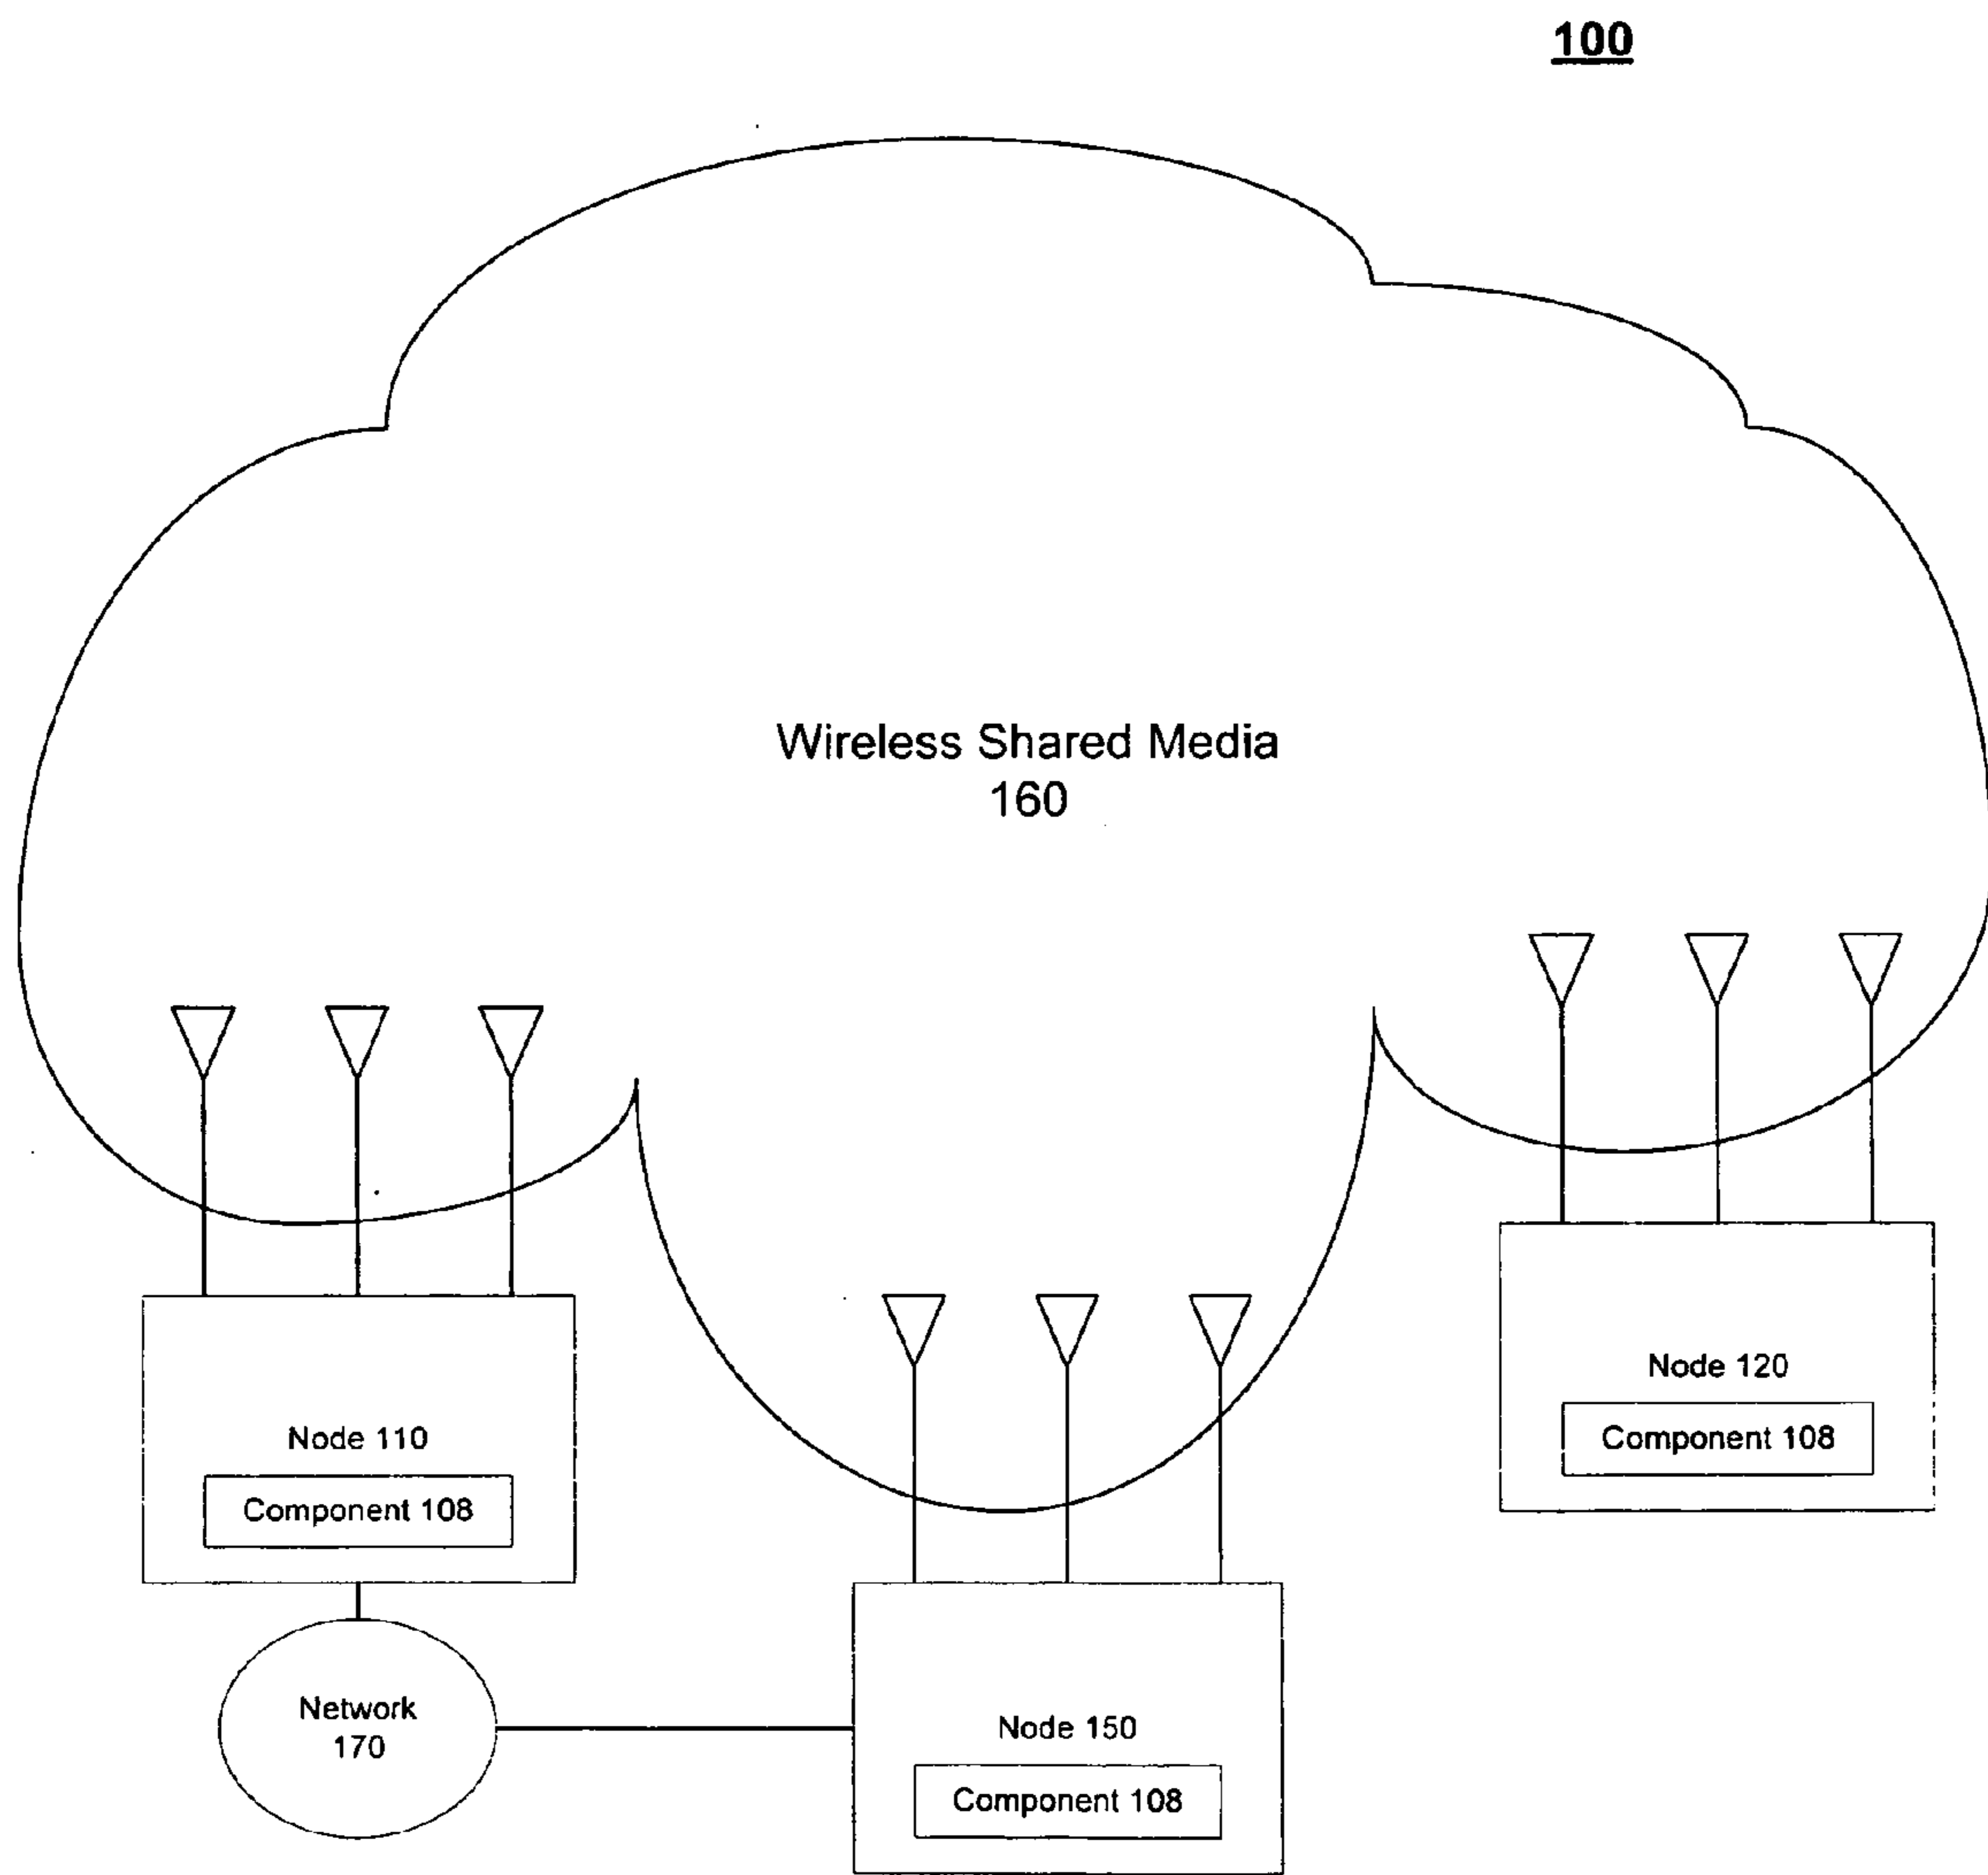 100
Wireless Shared Media
160
Node 120
Component 108
Node 110
Component 108
Network
170
Node 150
Component 108